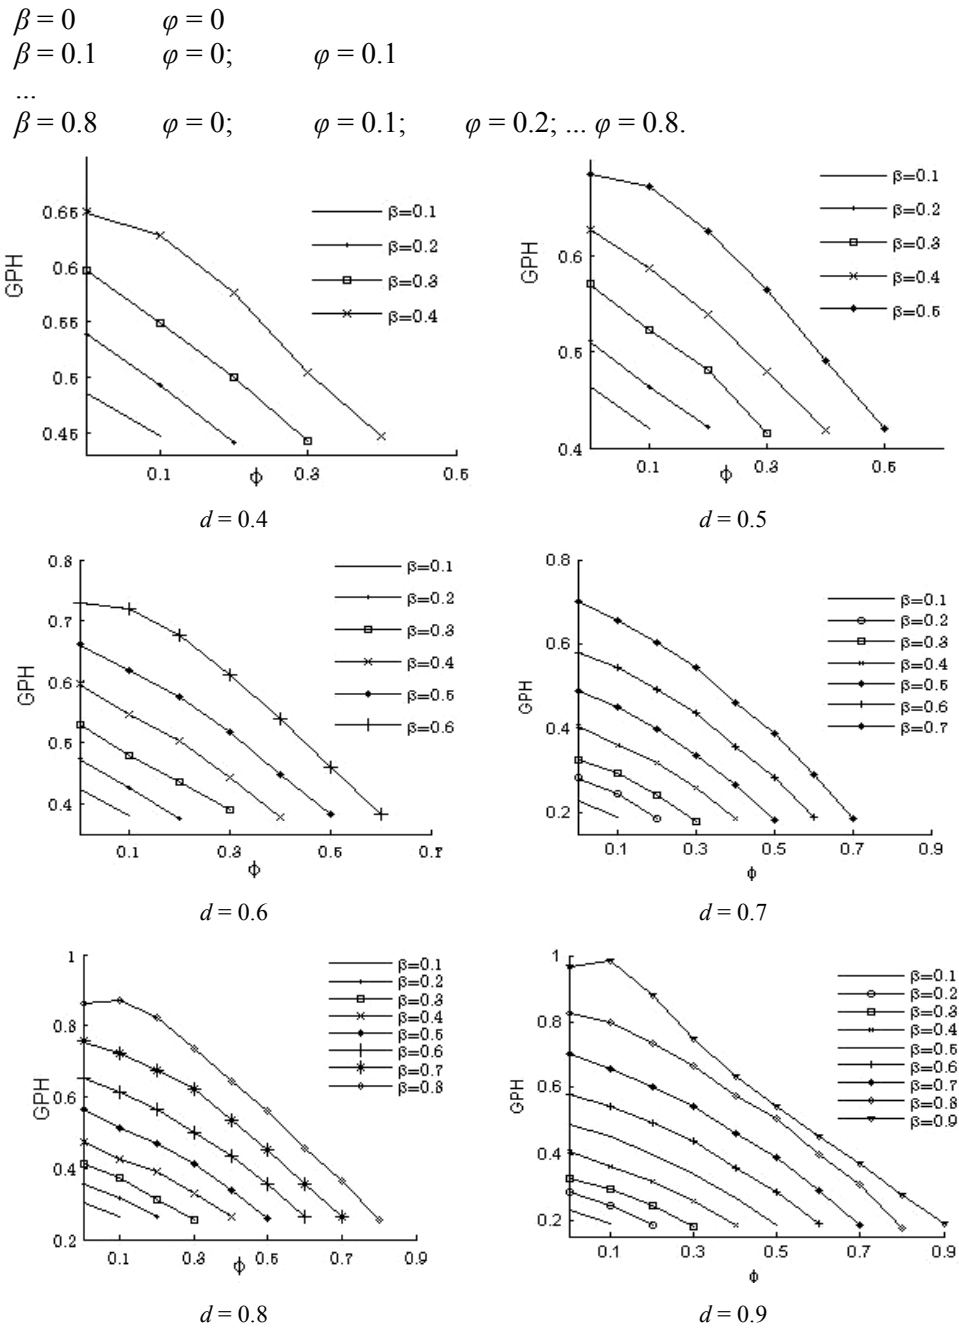 β = 0 φ = 0
β = 0.1 φ = 0; φ = 0.1
...
β = 0.8 φ = 0; φ = 0.1; φ = 0.2; ... φ = 0.8.
0.65
0.6
0.55
0.5
0.45
GPH
β=0.1
β=0.2
β=0.3
β=0.4
0.1 0.3 0.5
ϕ
d = 0.4
0.6
0.5
0.4
GPH
β=0.1
β=0.2
β=0.3
β=0.4
β=0.5
0.1 0.3 0.5
ϕ
d = 0.5
0.8
0.7
0.6
0.5
0.4
GPH
β=0.1
β=0.2
β=0.3
β=0.4
β=0.5
β=0.6
0.1 0.3 0.5 0.7
ϕ
d = 0.6
0.8
0.6
0.4
0.2
GPH
β=0.1
β=0.2
β=0.3
β=0.4
β=0.5
β=0.6
β=0.7
0.1 0.3 0.5 0.7 0.9
ϕ
d = 0.7
1
0.8
0.6
0.4
0.2
GPH
β=0.1
β=0.2
β=0.3
β=0.4
β=0.5
β=0.6
β=0.7
β=0.8
0.1 0.3 0.5 0.7 0.9
ϕ
d = 0.8
1
0.8
0.6
0.4
0.2
GPH
β=0.1
β=0.2
β=0.3
β=0.4
β=0.5
β=0.6
β=0.7
β=0.8
β=0.9
0.1 0.3 0.5 0.7 0.9
ϕ
d = 0.9